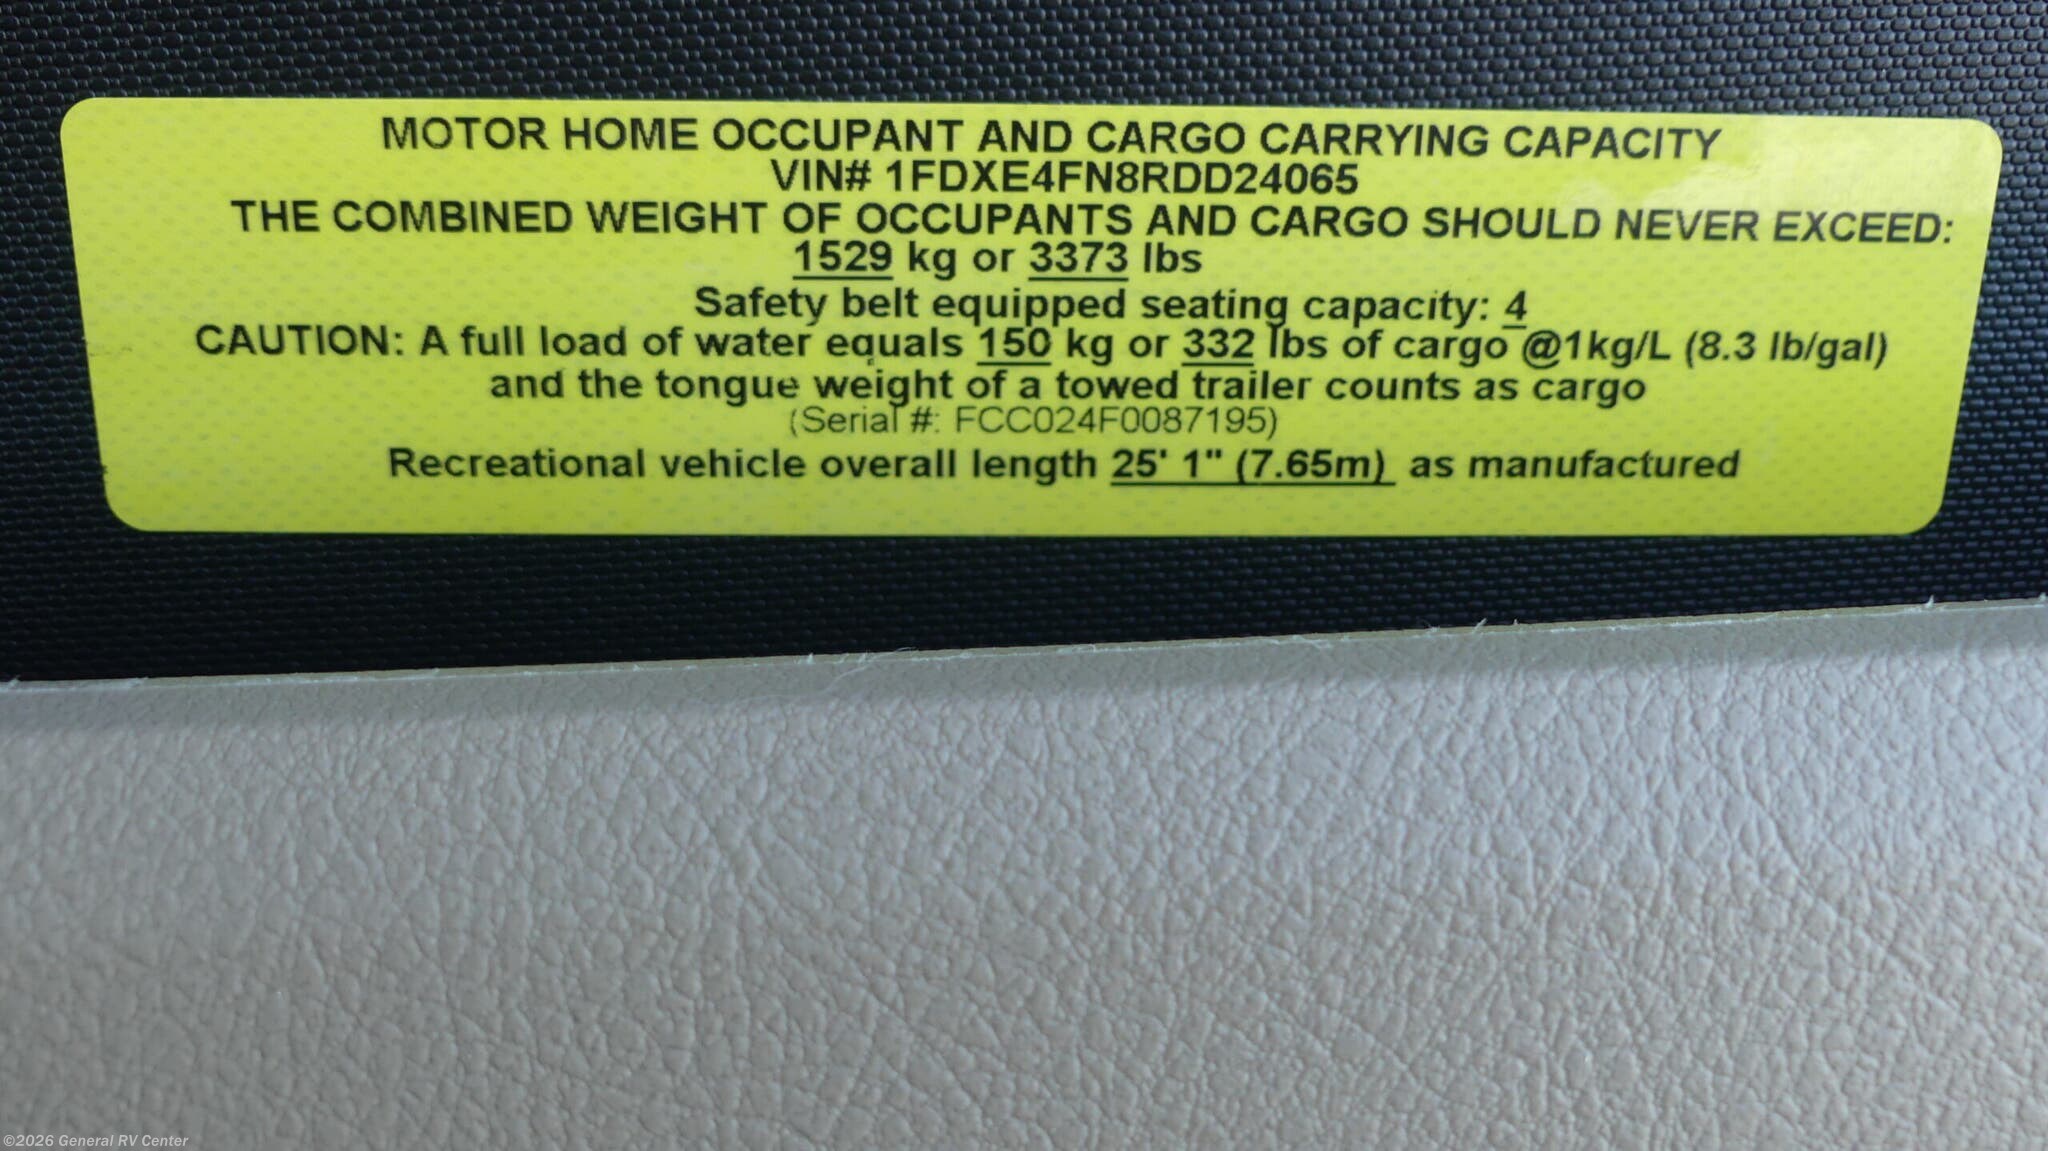 MOTOR HOME OCCUPANT AND CARGO CARRYING CAPACITY
VIN# 1FDXE4FN8RDD24065
THE COMBINED WEIGHT OF OCCUPANTS AND CARGO SHOULD NEVER EXCEED:
1529 kg or 3373 lbs
Safety belt equipped seating capacity: 4
CAUTION: A full load of water equals 150 kg or 332 lbs of cargo @1kg/L (8.3 lb/gal)
and the tongue weight of a towed trailer counts as cargo
(Serial #: FCC024F0087195)
Recreational vehicle overall length 25' 1" (7.65m) as manufactured
©2026 General RV Center